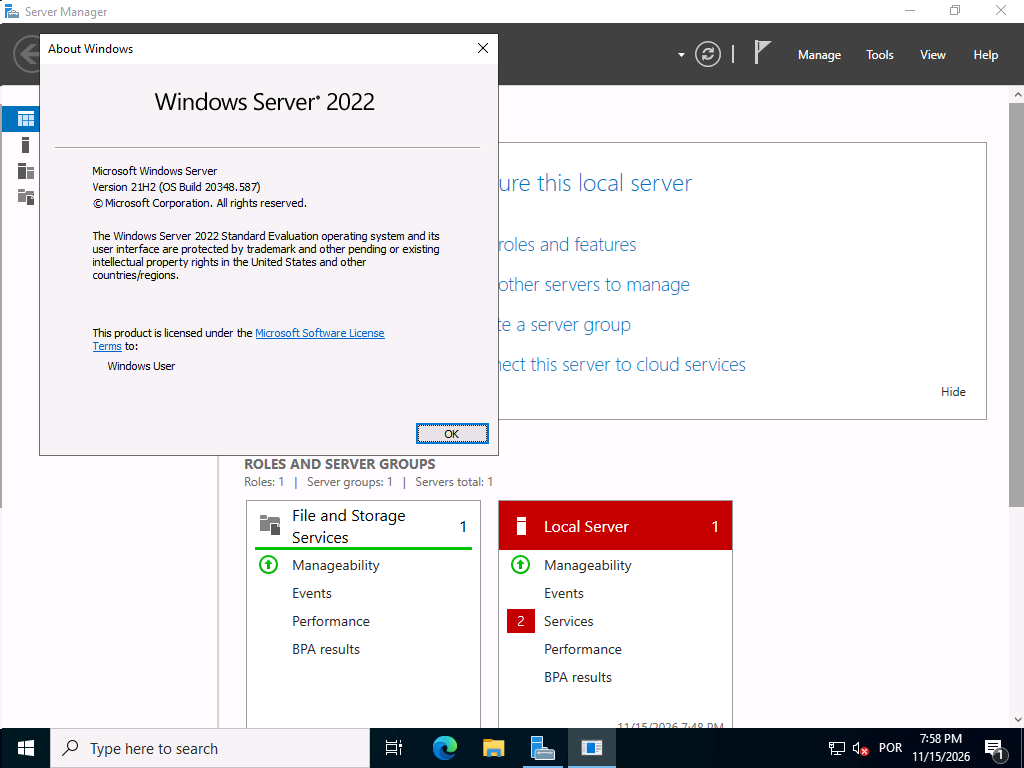 Server Manager
Manage Tools View Help
About Windows
Windows Server® 2022
Microsoft Windows Server
Version 21H2 (OS Build 20348.587)
© Microsoft Corporation. All rights reserved.
The Windows Server 2022 Standard Evaluation operating system and its
user interface are protected by trademark and other pending or existing
intellectual property rights in the United States and other
countries/regions.
This product is licensed under the Microsoft Software License
Terms to:
Windows User
OK
ure this local server
roles and features
other servers to manage
te a server group
nect this server to cloud services
Hide
ROLES AND SERVER GROUPS
Roles: 1 | Server groups: 1 | Servers total: 1
File and Storage
Services
1
Manageability
Events
Performance
BPA results
Local Server 1
Manageability
Events
2 Services
Performance
BPA results
11/15/2026 7:48 PM
Type here to search
POR
7:58 PM
11/15/2026
1